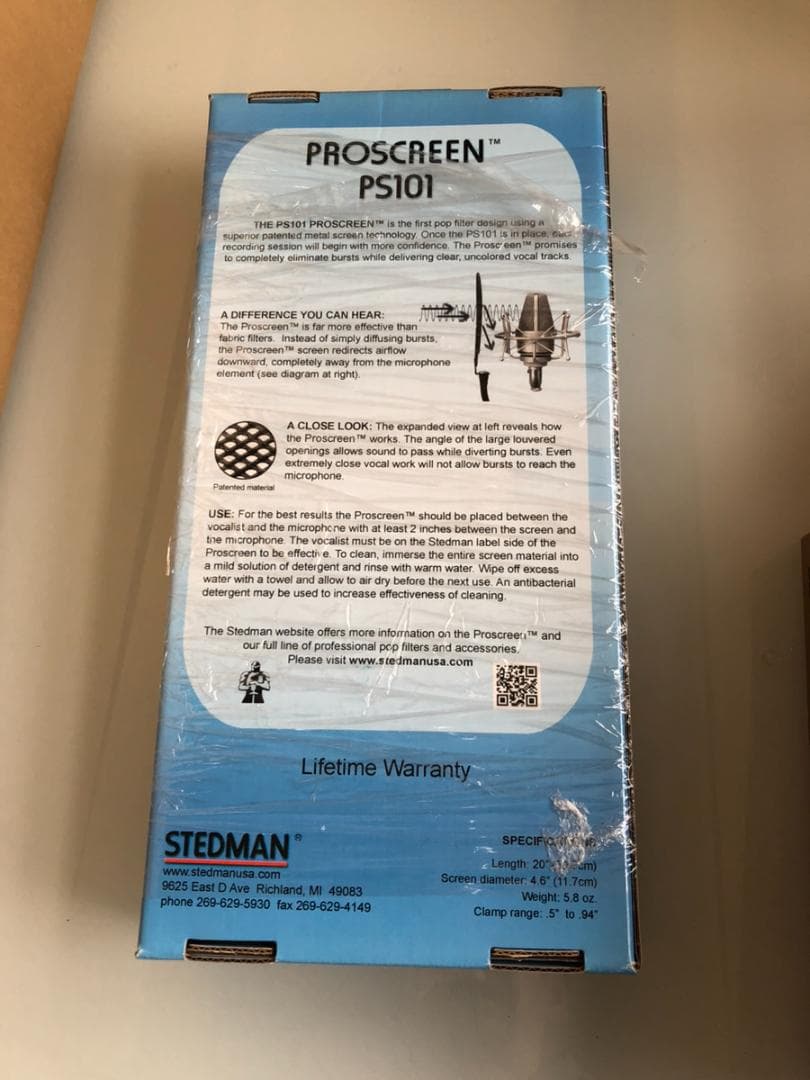 PROSCREEN™
PS101
THE PS101 PROSCREEN™ is the first pop filter design using a
superior patented metal screen technology. Once the PS101 is in place,
recording session will begin with more confidence. The Proscreen™ promises
to completely eliminate bursts while delivering clear, uncolored vocal tracks.
A DIFFERENCE YOU CAN HEAR:
The Proscreen™ is far more effective than
fabric filters. Instead of simply diffusing bursts,
the Proscreen™ screen redirects airflow
downward, completely away from the microphone
element (see diagram at right).
A CLOSE LOOK: The expanded view at left reveals how
the Proscreen™ works. The angle of the large louvered
openings allows sound to pass while diverting bursts. Even
extremely close vocal work will not allow bursts to reach the
microphone.
Patented material
USE: For the best results the Proscreen™ should be placed between the
vocalist and the microphone with at least 2 inches between the screen and
the microphone. The vocalist must be on the Stedman label side of the
Proscreen to be effective. To clean, immerse the entire screen material into
a mild solution of detergent and rinse with warm water. Wipe off excess
water with a towel and allow to air dry before the next use. An antibacterial
detergent may be used to increase effectiveness of cleaning.
The Stedman website offers more information on the Proscreen™ and
our full line of professional pop filters and accessories.
Please visit www.stedmanusa.com
Lifetime Warranty
STEDMAN®
www.stedmanusa.com
9625 East D Ave Richland, MI 49083
phone 269-629-5930 fax 269-629-4149
Length: 20"
Screen diameter: 4.6" (11.7cm)
Weight: 5.8 oz.
Clamp range: .5" to .94"